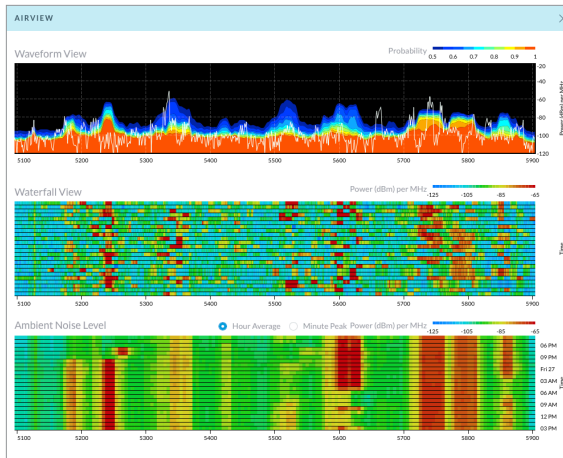 AIRVIEW
Waveform View
Probability
0.5 0.6 0.7 0.8 0.9 1
-20
-40
-60
-80
-100
-120
Power (dBm) per MHz
5100 5200 5300 5400 5500 5600 5700 5800 5900
Waterfall View
Power (dBm) per MHz
-125 -105 -85 -65
Time
5100 5200 5300 5400 5500 5600 5700 5800 5900
Ambient Noise Level
Hour Average Minute Peak Power (dBm) per MHz
-125 -105 -85 -65
06 PM
09 PM
Fri 27
03 AM
06 AM
09 AM
12 PM
03 PM
Time
5100 5200 5300 5400 5500 5600 5700 5800 5900